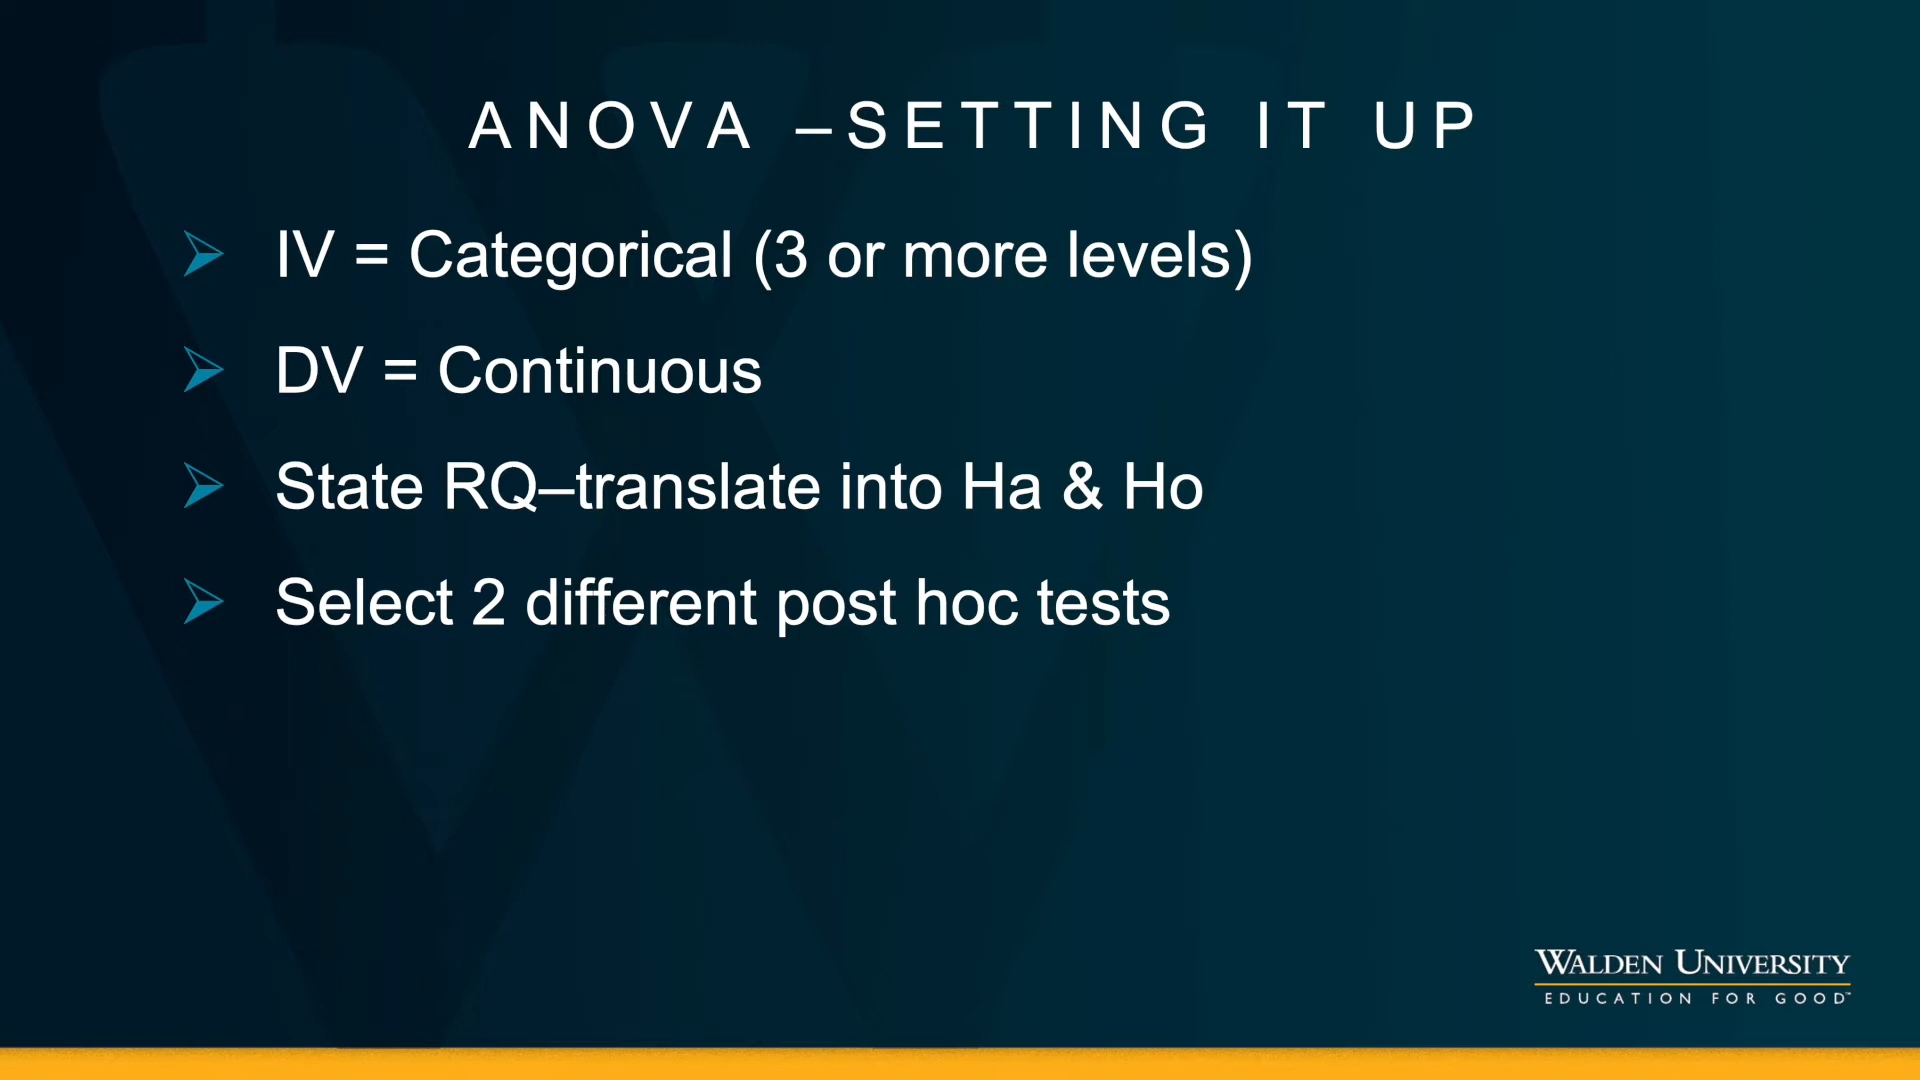 ANOVA –SETTING IT UP
IV = Categorical (3 or more levels)
DV = Continuous
State RQ–translate into Ha & Ho
Select 2 different post hoc tests
WALDEN UNIVERSITY
EDUCATION FOR GOOD™